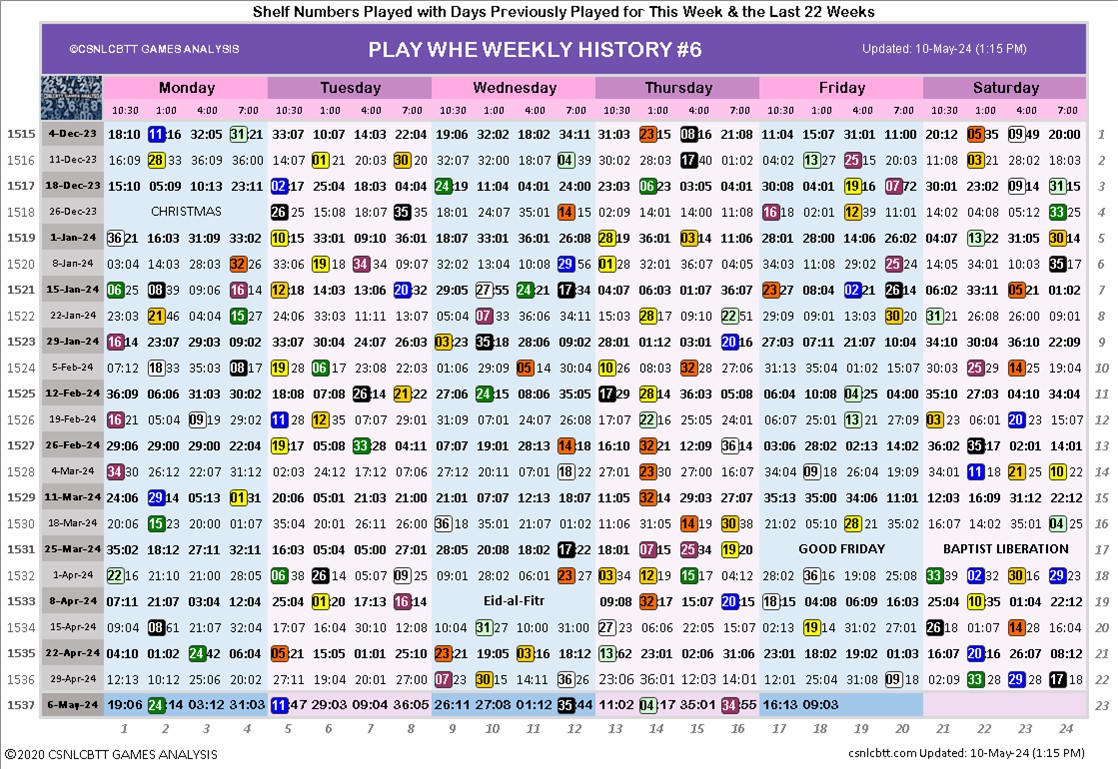 Shelf Numbers Played with Days Previously Played for This Week & the Last 22 Weeks
©CSNLCBTT GAMES ANALYSIS PLAY WHE WEEKLY HISTORY #6 Updated: 10-May-24 (1:15 PM)
Monday Tuesday Wednesday Thursday Friday Saturday
10:30 1:00 4:00 7:00 10:30 1:00 4:00 8:00 10:30 1:00 4:00 7:00 10:30 1:00 4:00 7:00 10:30 1:00 4:00 7:00 10:30 1:00 4:00 7:00
1515 4-Dec-23 18:10 11:16 32:05 31:21 33:07 10:07 14:03 22:04 19:06 32:02 18:02 34:11 31:03 23:15 08:16 21:08 11:04 15:07 31:01 11:00 20:12 05:35 09:49 20:00 1
1516 11-Dec-23 16:09 28:33 36:09 36:00 14:07 01:21 20:03 30:20 32:07 32:00 18:07 04:39 30:02 28:03 15:40 01:02 04:02 13:27 25:15 20:03 11:08 03:21 28:02 18:03 2
1517 18-Dec-23 15:10 05:09 10:13 23:11 02:17 25:04 18:03 04:04 24:19 11:04 04:01 24:00 23:03 06:23 03:05 04:01 30:08 04:01 19:16 07:72 30:01 23:02 09:14 31:15 3
1518 26-Dec-23 CHRISTMAS 26:25 15:08 18:07 35:35 18:01 24:07 35:01 14:15 02:09 14:01 14:00 11:08 16:18 02:01 12:39 11:01 14:02 04:08 05:12 33:25 4
1519 1-Jan-24 36:21 16:03 31:09 33:02 10:15 33:01 09:10 36:01 18:07 33:01 36:01 26:08 28:19 36:01 03:14 11:06 28:01 28:00 14:06 26:02 04:07 13:22 31:05 30:14 5
1520 8-Jan-24 03:04 14:03 28:03 32:26 33:06 19:18 34:34 09:07 32:02 13:04 10:08 29:56 01:28 32:01 36:07 04:05 34:03 11:08 29:02 25:24 14:05 34:01 10:03 35:17 6
1521 15-Jan-24 06:25 08:39 09:06 16:14 12:18 14:03 13:06 20:32 29:05 27:55 24:21 17:34 04:07 06:03 01:07 36:07 23:27 08:04 02:21 26:14 06:02 33:11 05:21 01:02 7
1522 22-Jan-24 23:03 21:46 04:04 15:27 24:06 33:03 11:11 13:07 05:04 07:33 36:06 34:11 15:03 28:17 09:10 22:51 29:09 08:01 07:03 30:20 31:21 26:08 26:00 09:01 8
1523 29-Jan-24 16:14 23:07 29:03 09:02 33:07 30:04 24:07 26:03 03:23 35:18 28:06 09:02 28:01 01:12 03:01 20:16 27:03 07:11 21:07 10:04 34:10 30:04 36:10 22:09 9
1524 5-Feb-24 07:12 18:33 35:03 08:17 19:28 06:17 23:08 22:03 01:06 29:09 05:14 30:04 10:26 03:08 32:28 27:06 31:13 35:04 01:02 15:07 30:03 25:29 14:25 19:04 10
1525 12-Feb-24 36:09 06:06 31:03 30:02 18:08 07:08 26:14 21:22 27:06 24:15 08:06 35:05 17:29 28:14 36:03 05:08 06:04 10:08 04:25 04:00 35:10 27:03 04:10 34:04 11
1526 19-Feb-24 16:21 05:04 09:19 03:07 11:28 12:35 07:07 29:01 31:09 07:01 24:07 26:08 17:07 22:16 25:05 24:01 06:07 25:01 13:21 07:01 03:23 22:01 20:23 15:07 12
1527 26-Feb-24 29:06 29:00 29:00 22:04 19:17 05:08 33:28 04:11 07:07 19:01 28:13 14:18 16:10 32:21 12:09 36:14 03:06 28:02 02:13 14:02 36:02 35:17 02:01 14:01 13
1528 4-Mar-24 34:30 26:12 22:07 31:12 02:03 24:12 17:12 07:06 27:12 20:11 07:01 18:22 27:01 23:30 27:00 16:07 34:04 09:18 26:04 19:09 34:01 11:18 21:25 10:22 14
1529 11-Mar-24 24:06 29:14 05:13 01:31 20:06 05:01 21:03 21:00 21:01 07:07 12:13 18:07 11:05 32:14 29:03 27:07 35:13 35:00 34:06 11:01 12:03 16:09 31:12 22:12 15
1530 18-Mar-24 20:06 15:23 20:00 01:07 35:04 20:01 26:11 26:00 36:18 35:01 21:07 01:02 11:06 31:05 14:19 30:38 21:02 05:10 28:21 03:07 16:07 14:02 35:01 04:25 16
1531 25-Mar-24 35:02 18:12 27:11 32:11 16:03 05:04 05:00 05:00 28:05 20:08 18:02 17:22 18:01 07:15 25:34 19:20 GOOD FRIDAY BAPTIST LIBERATION 17
1532 1-Apr-24 22:16 21:10 21:00 28:05 06:38 26:14 05:07 09:25 09:01 28:02 06:01 23:27 03:34 12:19 15:17 04:12 28:02 36:16 19:08 25:08 33:39 02:32 30:16 29:23 18
1533 8-Apr-24 07:11 21:07 03:04 12:04 25:04 01:20 17:13 16:14 Eid-al-Fitr 09:08 32:17 15:07 20:15 18:15 04:08 06:09 16:03 25:04 10:35 01:04 22:12 19
1534 15-Apr-24 09:04 08:61 21:07 32:04 17:07 16:04 30:10 12:08 10:04 31:27 10:00 31:00 27:23 06:06 22:05 15:07 02:13 19:14 31:02 27:01 26:18 01:07 14:28 16:04 20
1535 22-Apr-24 04:10 01:02 24:42 06:04 05:21 15:05 01:01 25:10 23:21 19:05 03:16 18:12 13:62 23:01 02:06 31:06 23:01 18:02 19:02 01:03 16:07 20:16 26:07 08:12 21
1536 29-Apr-24 12:13 10:12 25:06 20:02 07:01 32:12 19:03 02:07 07:23 30:15 14:11 36:26 23:06 36:01 12:03 14:01 12:01 25:04 31:08 09:18 02:09 33:28 29:28 17:18 22
1537 6-May-24 19:06 24:14 03:12 31:03 11:47 29:03 09:04 36:05 26:11 27:08 01:12 35:44 11:02 04:17 35:01 34:55 16:13 09:03 23
1 2 3 4 5 6 7 8 9 10 11 12 13 14 15 16 17 18 19 20 21 22 23 24
©2020 CSNLCBTT GAMES ANALYSIS csnlcbtt.com Updated: 10-May-24 (1:15 PM)